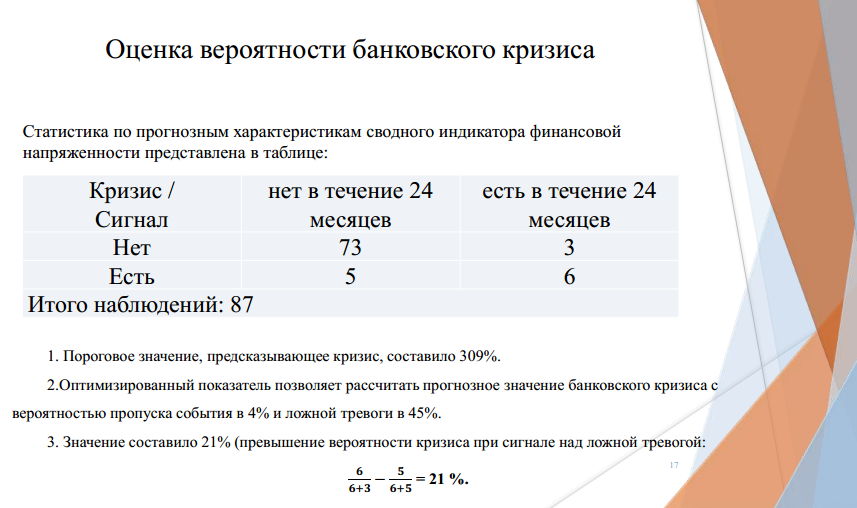 Оценка вероятности банковского кризиса
Статистика по прогнозным характеристикам сводного индикатора финансовой
напряженности представлена в таблице:
Кризис / Сигнал нет в течение 24 месяцев есть в течение 24 месяцев
Нет 73 3
Есть 5 6
Итого наблюдений: 87
1. Пороговое значение, предсказывающее кризис, составило 309%.
2.Оптимизированный показатель позволяет рассчитать прогнозное значение банковского кризиса с
вероятностью пропуска события в 4% и ложной тревоги в 45%.
3. Значение составило 21% (превышение вероятности кризиса при сигнале над ложной тревогой:
17
6/6+3 − 5/6+5 = 21 %.